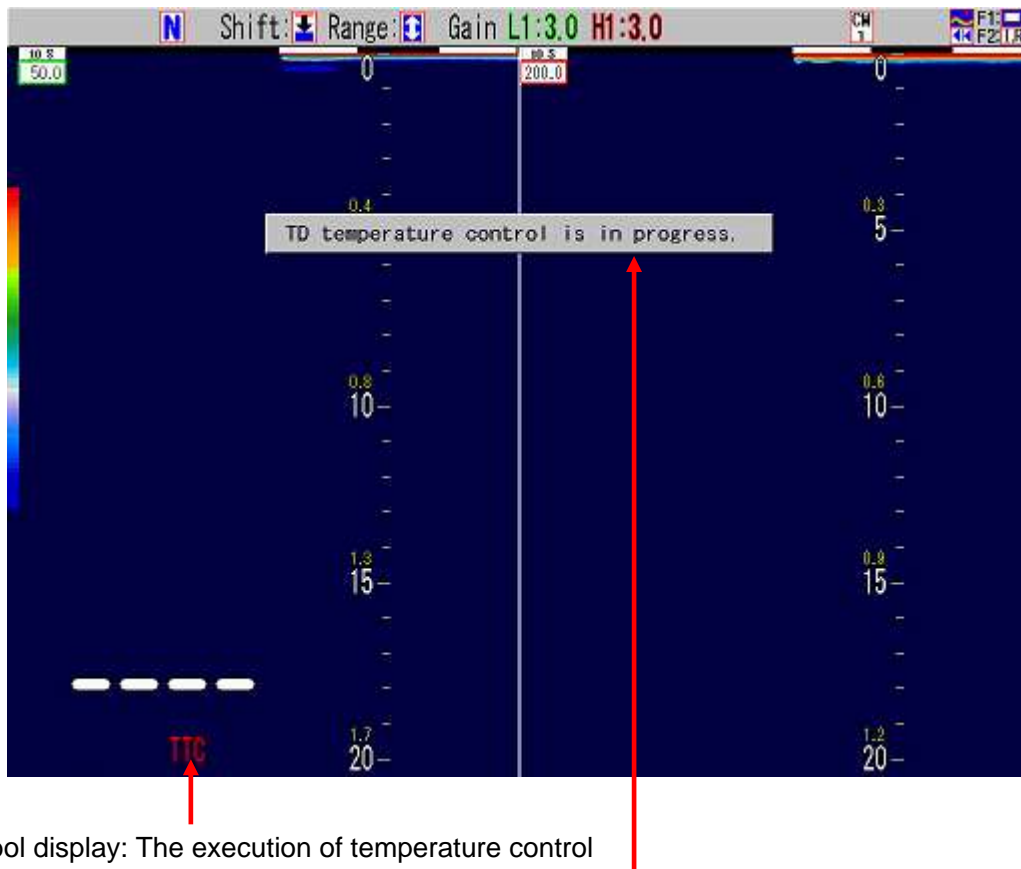 N Shift: Range: Gain L1:3.0 H1:3.0 CM 1 F1:
F2:
10 S 10 S
50.0 0 200.0 0
0.4 0.3
5
TD temperature control is in progress.
0.8 0.6
10 10
1.3 0.9
15 15
TTC
1.7 1.2
20 20
ol display: The execution of temperature control